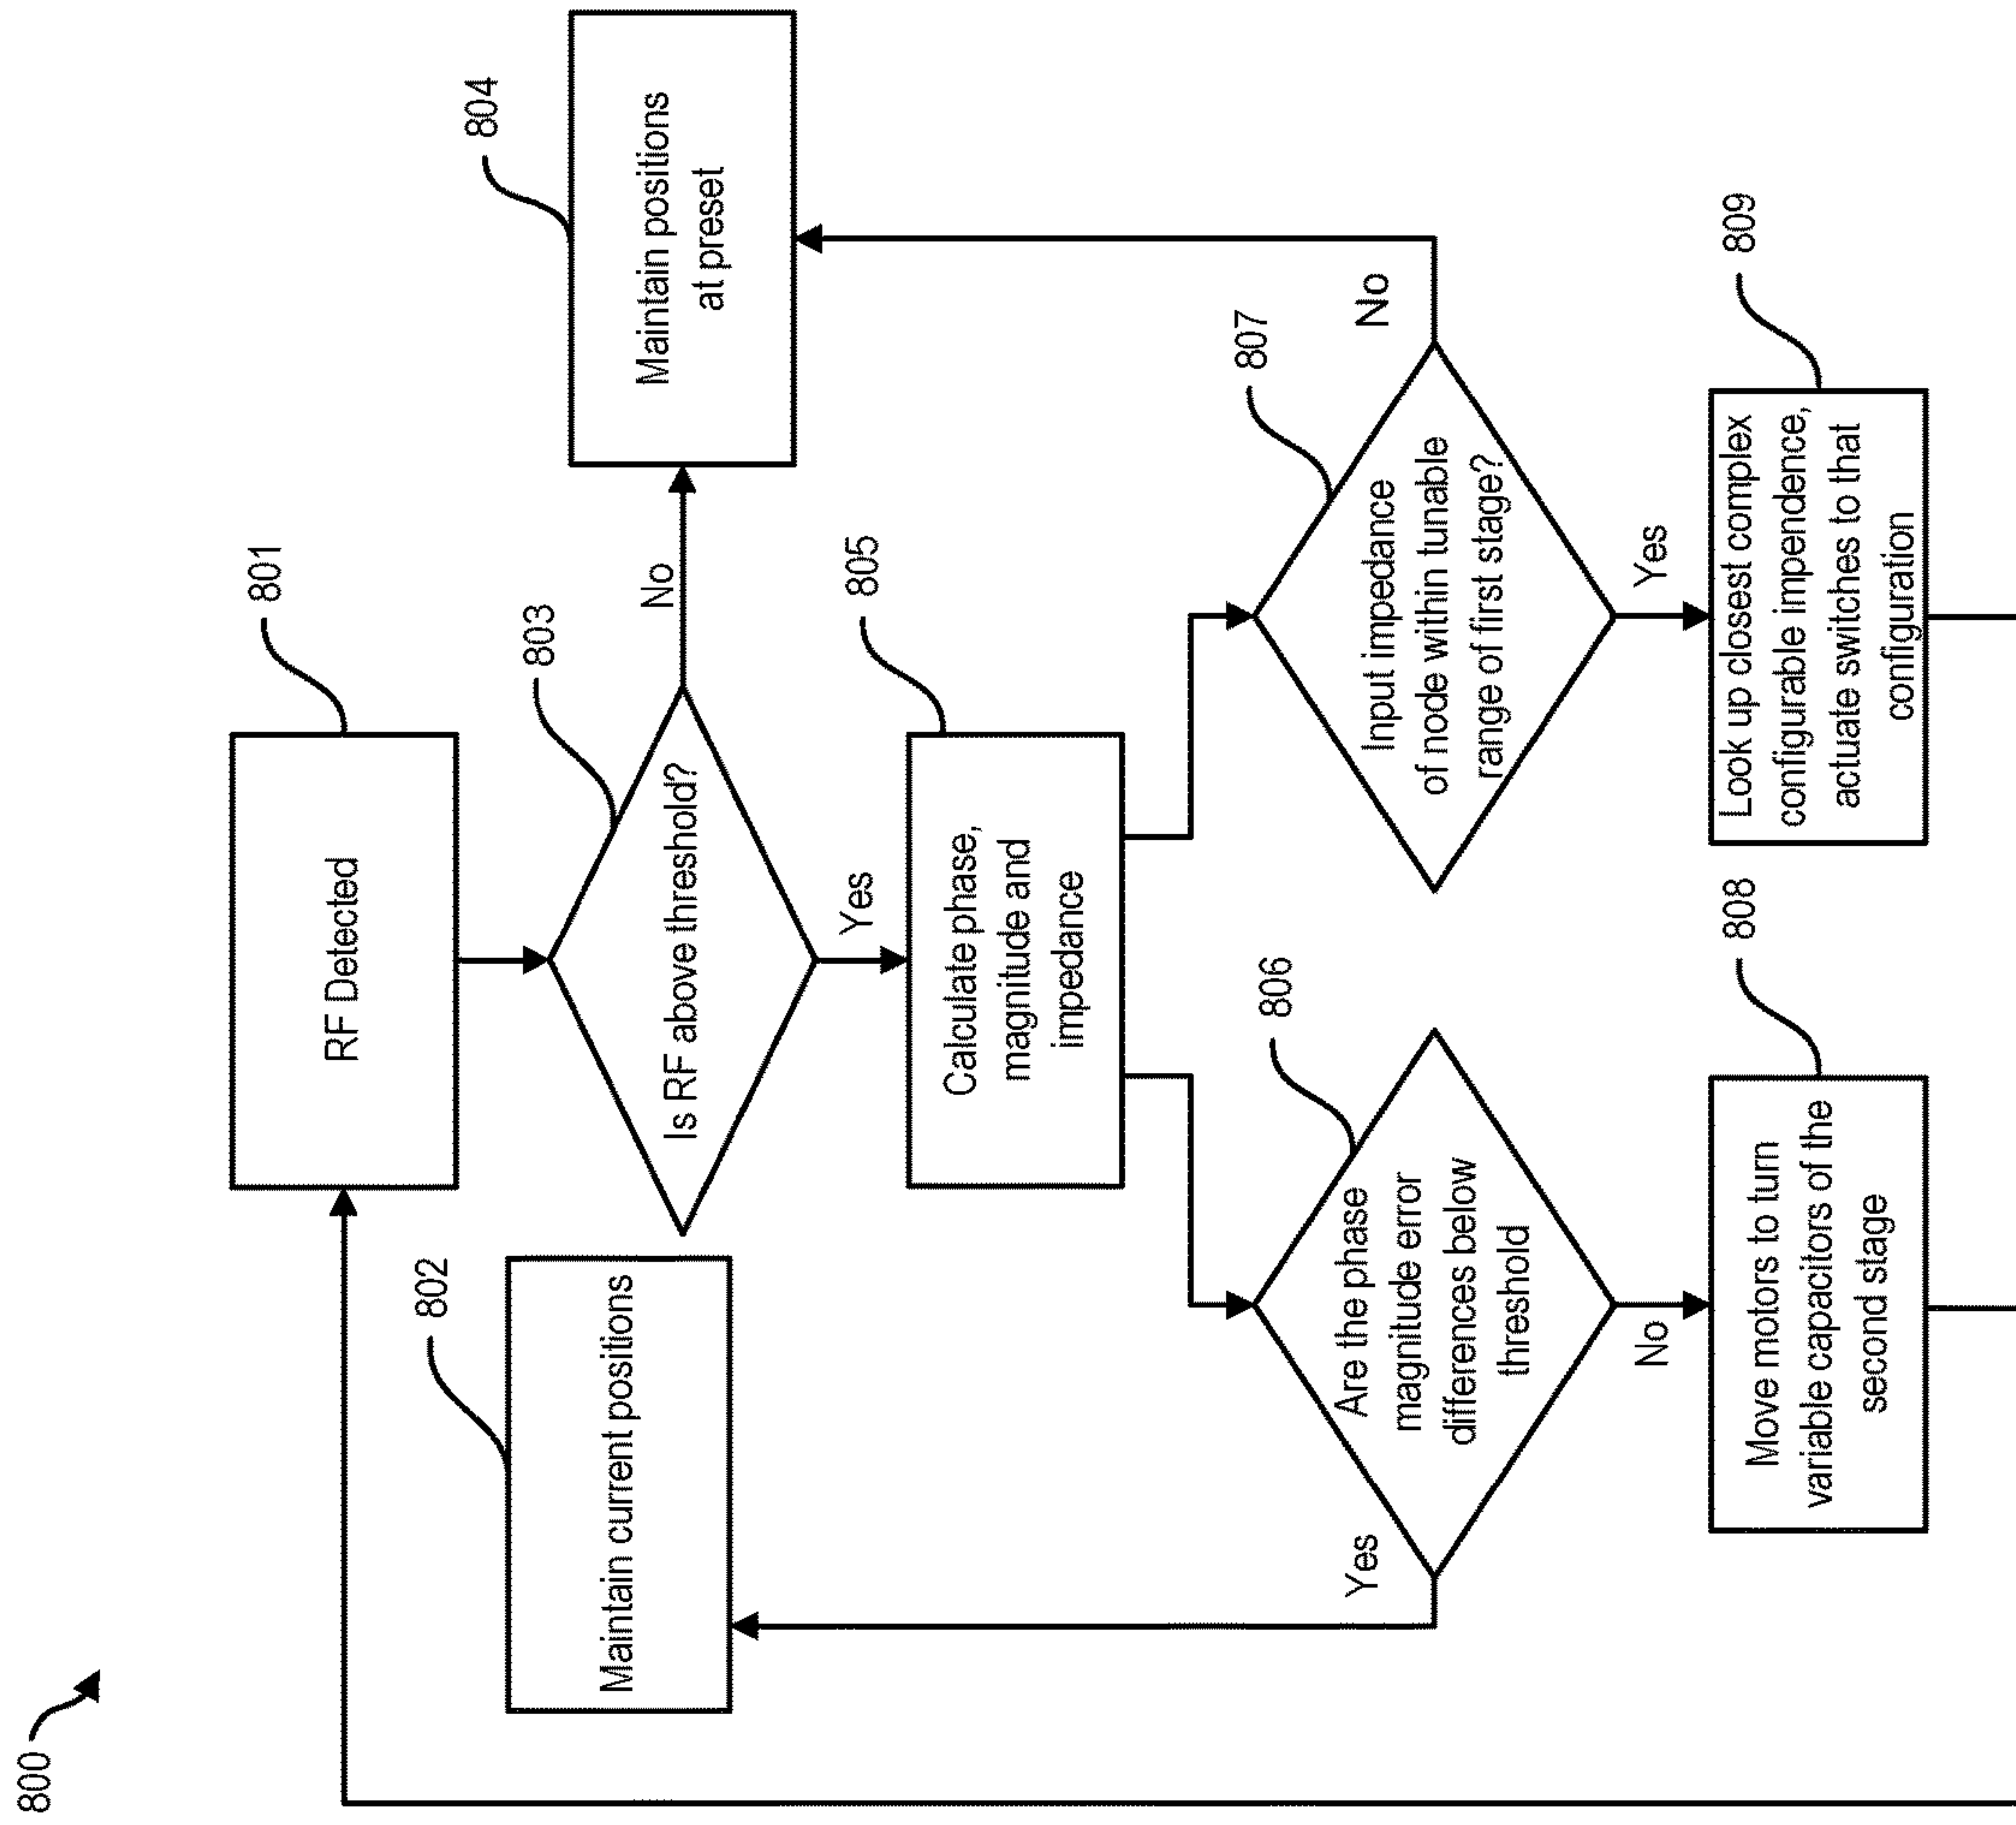 800
801
RF Detected
802
Maintain current positions
803
Is RF above threshold?
No
804
Maintain positions
at preset
Yes
805
Calculate phase,
magnitude and
impedance
806
Are the phase
magnitude error
differences below
threshold
Yes
No
807
Input impedance
of node within tunable
range of first stage?
No
Yes
808
Move motors to turn
variable capacitors of the
second stage
809
Look up closest complex
configurable impendence,
actuate switches to that
configuration